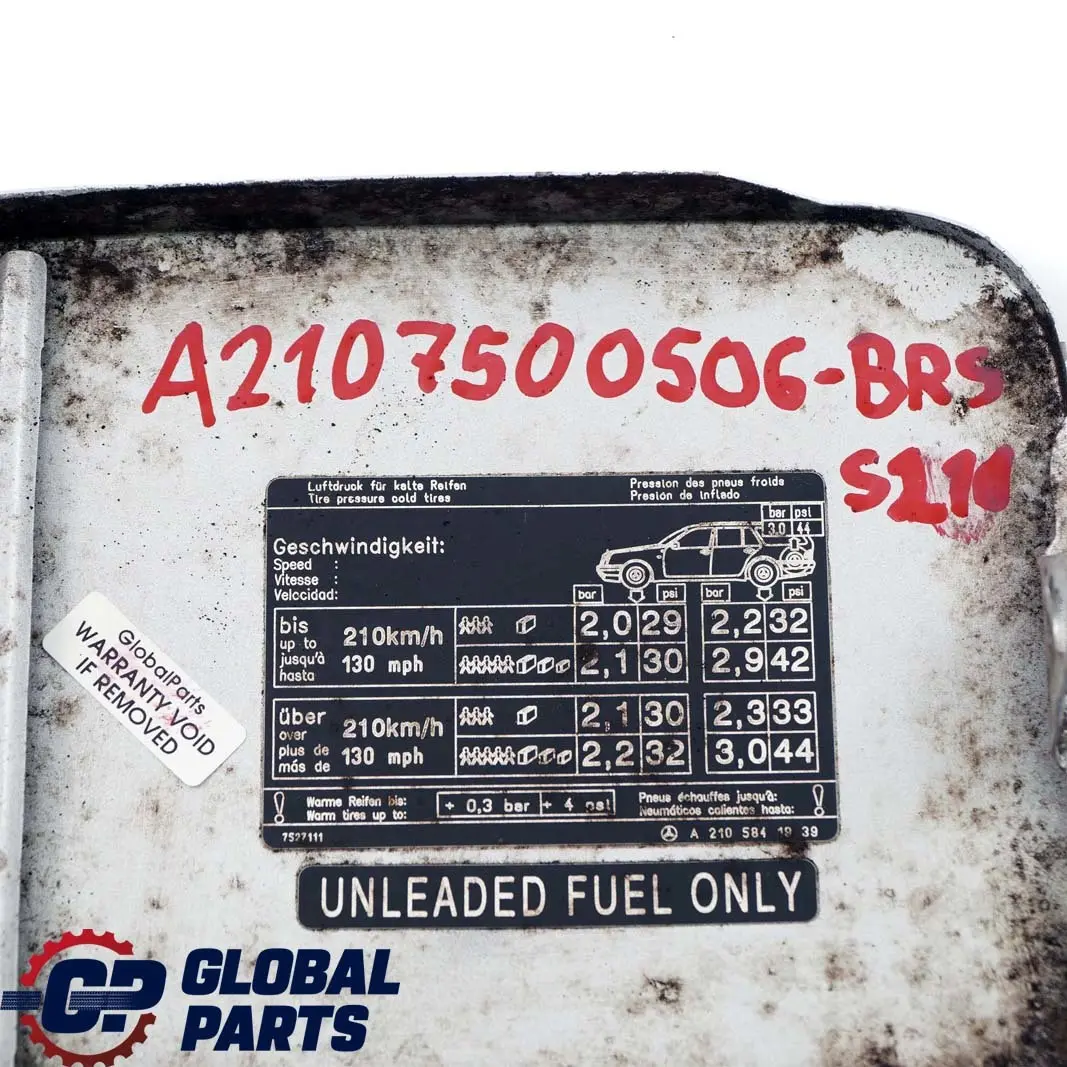 A2107500506-BRS
S210
Luftdruck für kalte Reifen
Tire pressure cold tires
Pression des pneus froids
Presión de inflado
bar psi
3.0 44
Geschwindigkeit:
Speed :
Vitesse :
Velocidad:
bar psi bar psi
bis
up to
jusqu'à
hasta
210km/h
130 mph
2,0 29 2,2 32
2,1 30 2,9 42
über
over
plus de
más de
210km/h
130 mph
2,1 30 2,3 33
2,2 32 3,0 44
! Warme Reifen bis:
Warm tires up to:
+ 0,3 bar + 4 psi
Pneus échauffes jusqu'à:
Neumáticos calientes hasta: !
7527111
A 210 584 19 39
UNLEADED FUEL ONLY
GlobalParts
WARRANTY VOID
IF REMOVED
GP GLOBAL
PARTS